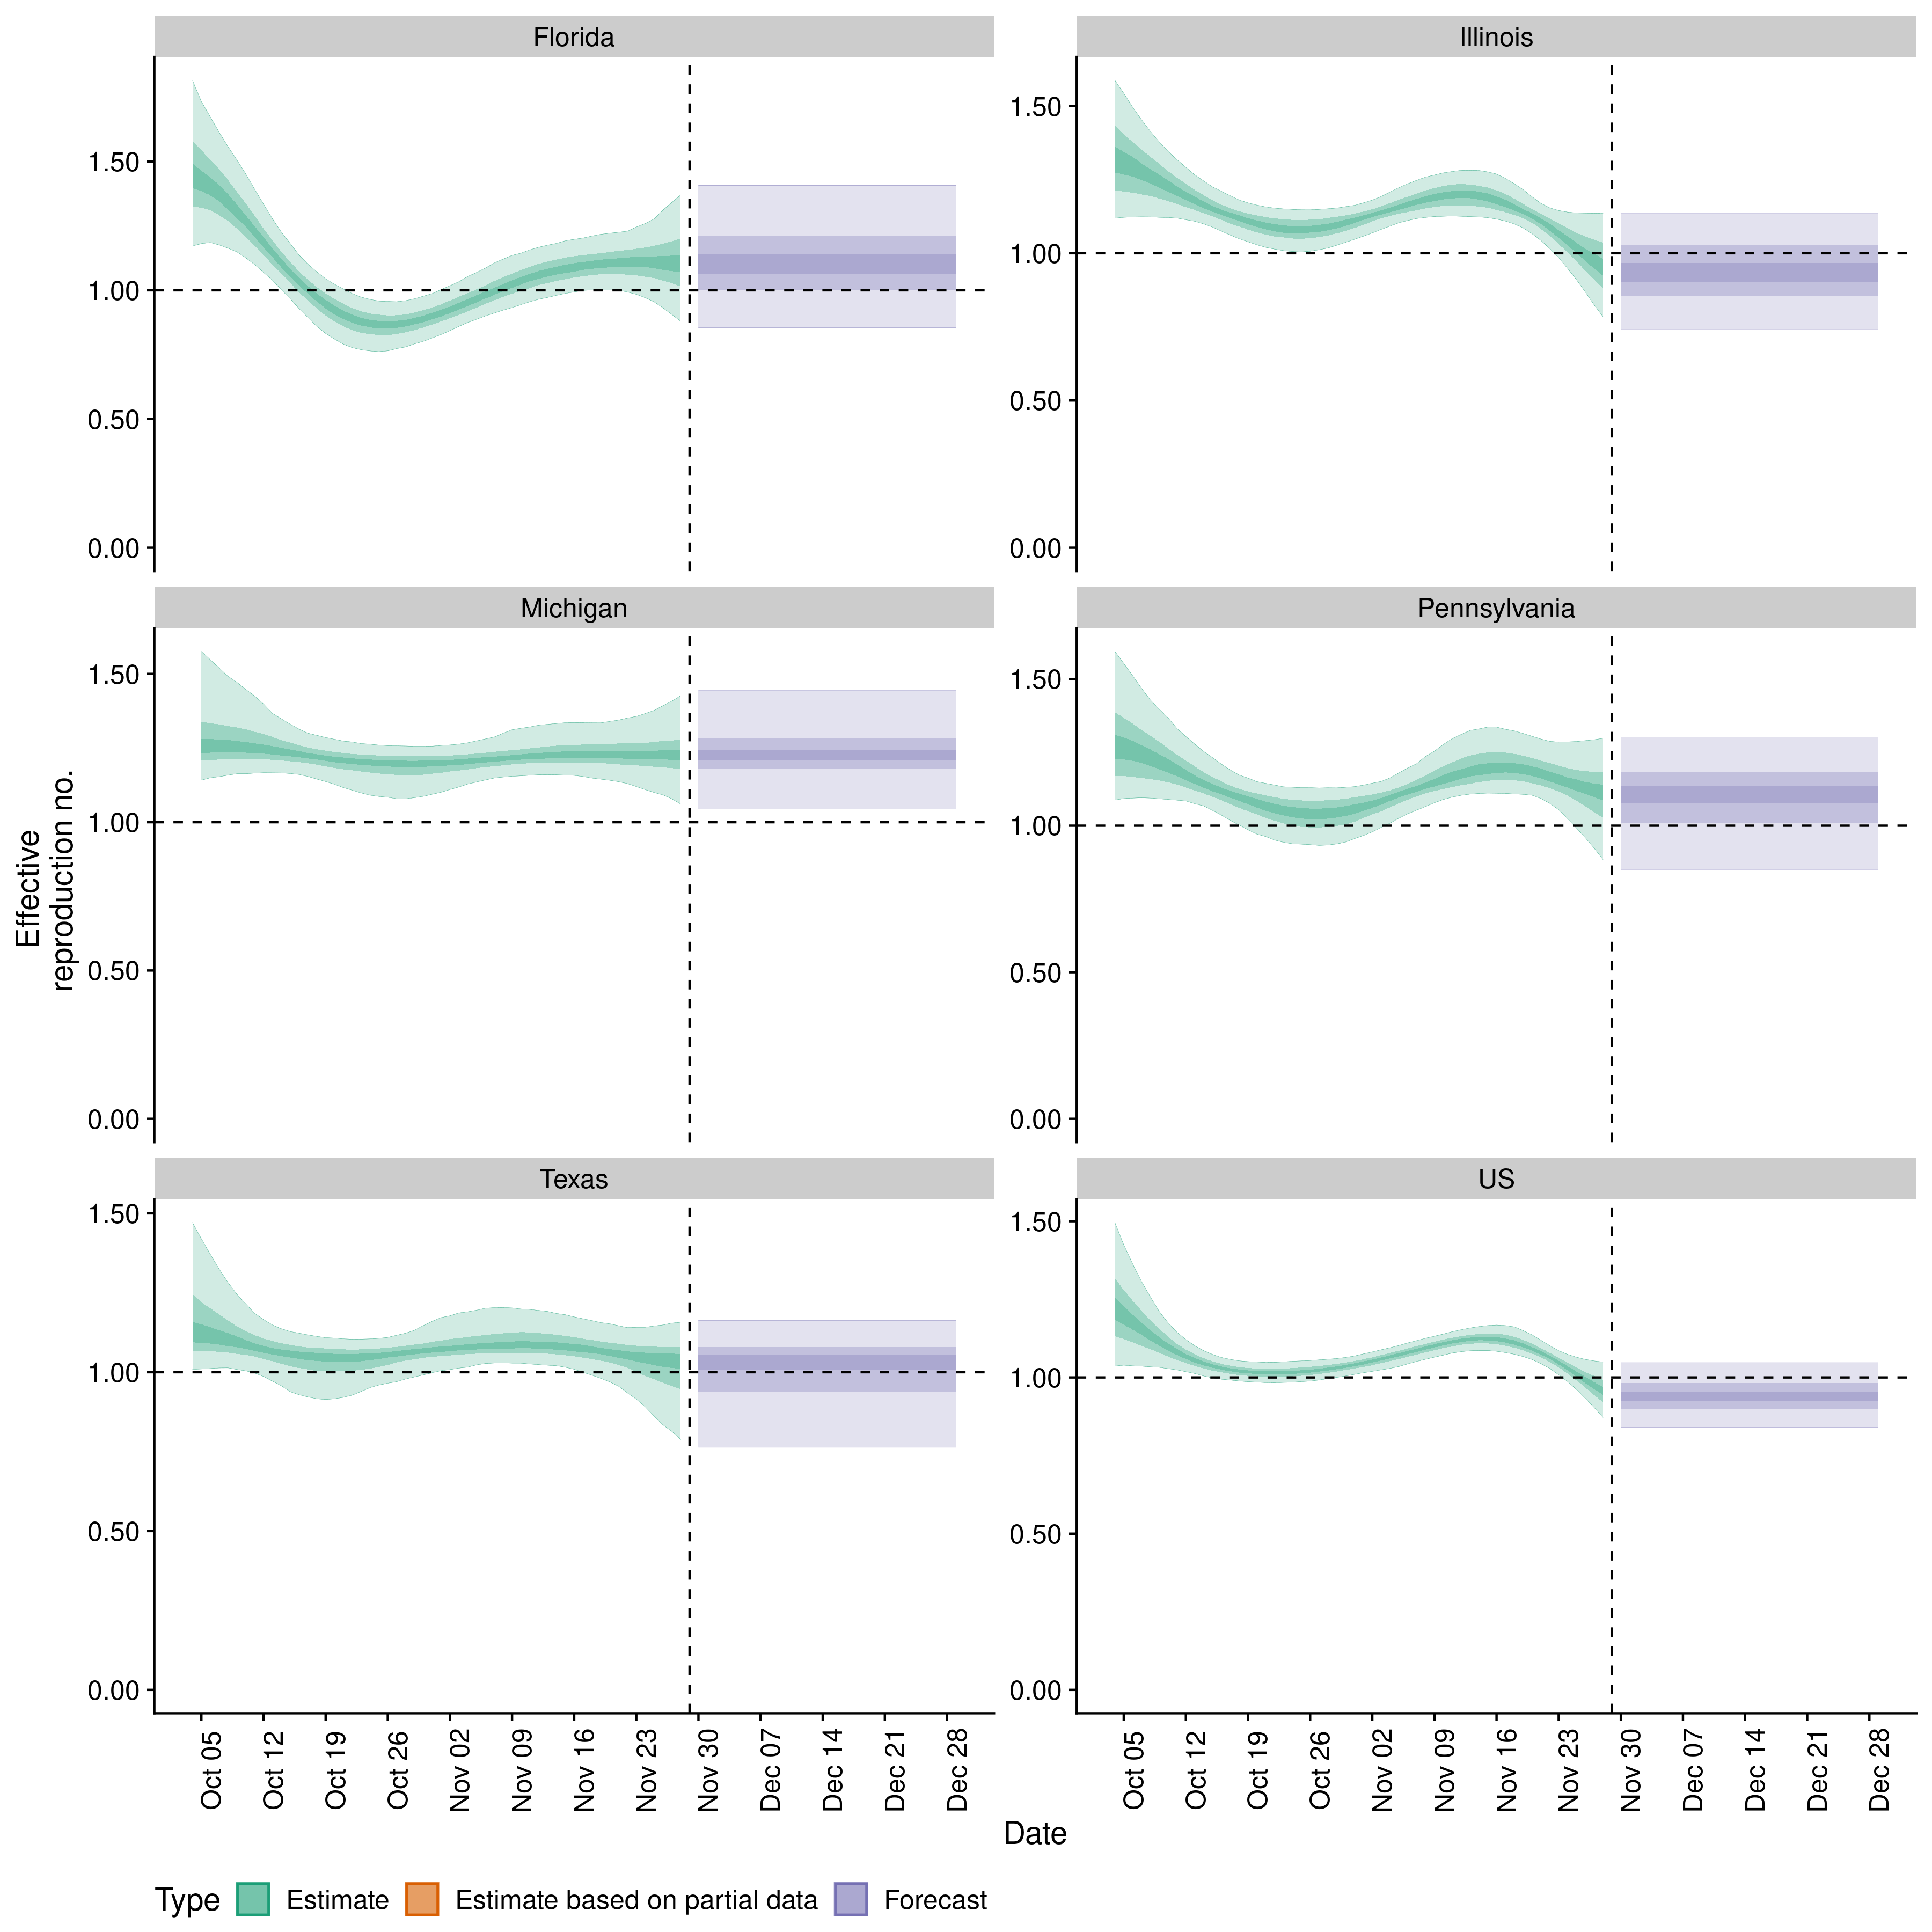 Florida
Illinois
1.50
1.00
0.50
0.00
1.50
1.00
0.50
0.00
Michigan
Pennsylvania
1.50
1.00
0.50
0.00
1.50
1.00
0.50
0.00
Effective
reproduction no.
Texas
US
1.50
1.00
0.50
0.00
1.50
1.00
0.50
0.00
Oct 05
Oct 12
Oct 19
Oct 26
Nov 02
Nov 09
Nov 16
Nov 23
Nov 30
Dec 07
Dec 14
Dec 21
Dec 28
Oct 05
Oct 12
Oct 19
Oct 26
Nov 02
Nov 09
Nov 16
Nov 23
Nov 30
Dec 07
Dec 14
Dec 21
Dec 28
Date
Type Estimate Estimate based on partial data Forecast